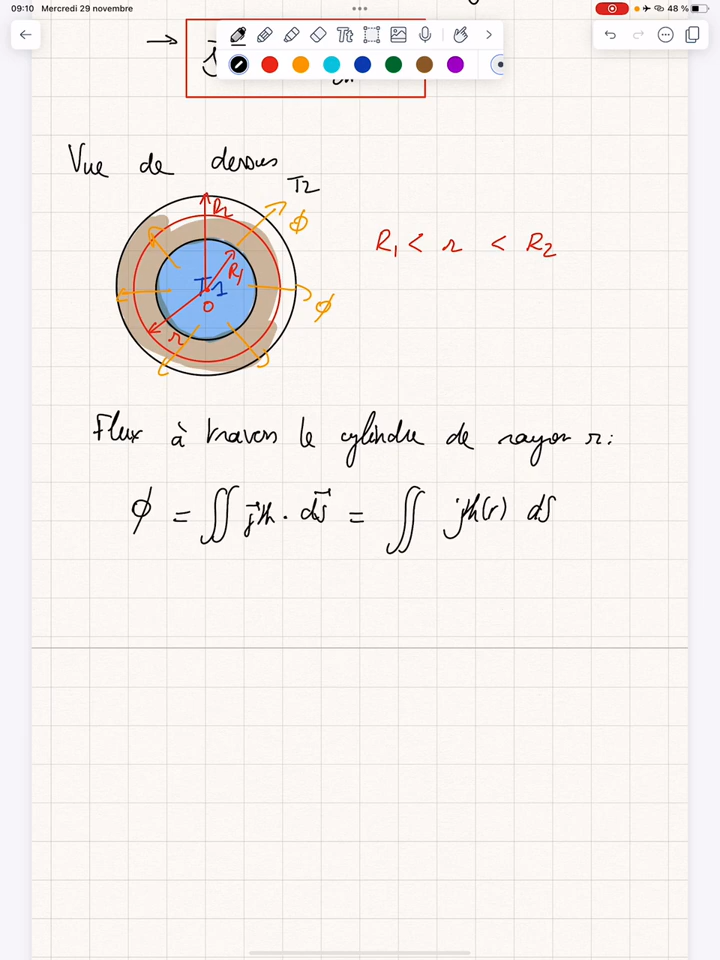 09:10 Mercredi 29 novembre
48 %
Tt
→
Vue de dessus
T2
R2
ϕ
R1 < r < R2
R1
T1
O
ϕ
r
Flux à travers le cylindre de rayon r :
ϕ = ∬ j⃗th . dS⃗ = ∬ jth(r) dS